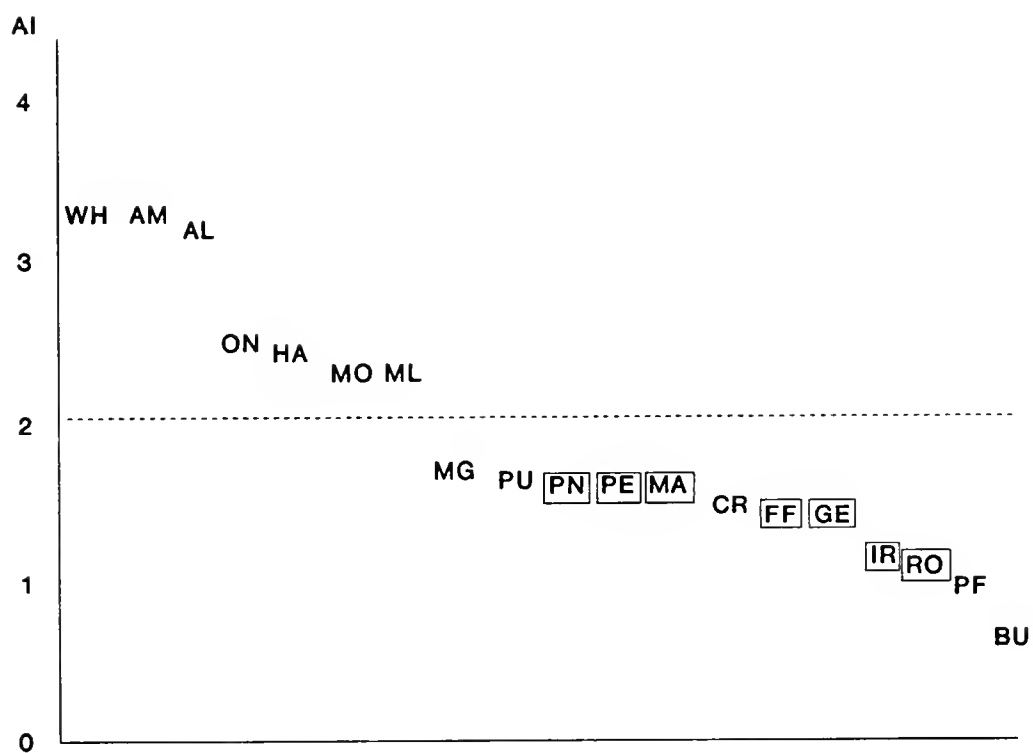 AI
4
WH AM AL
3
ON HA
MO ML
2
MG PU PN PE MA
CR FF GE
IR RO
1
PF
BU
0